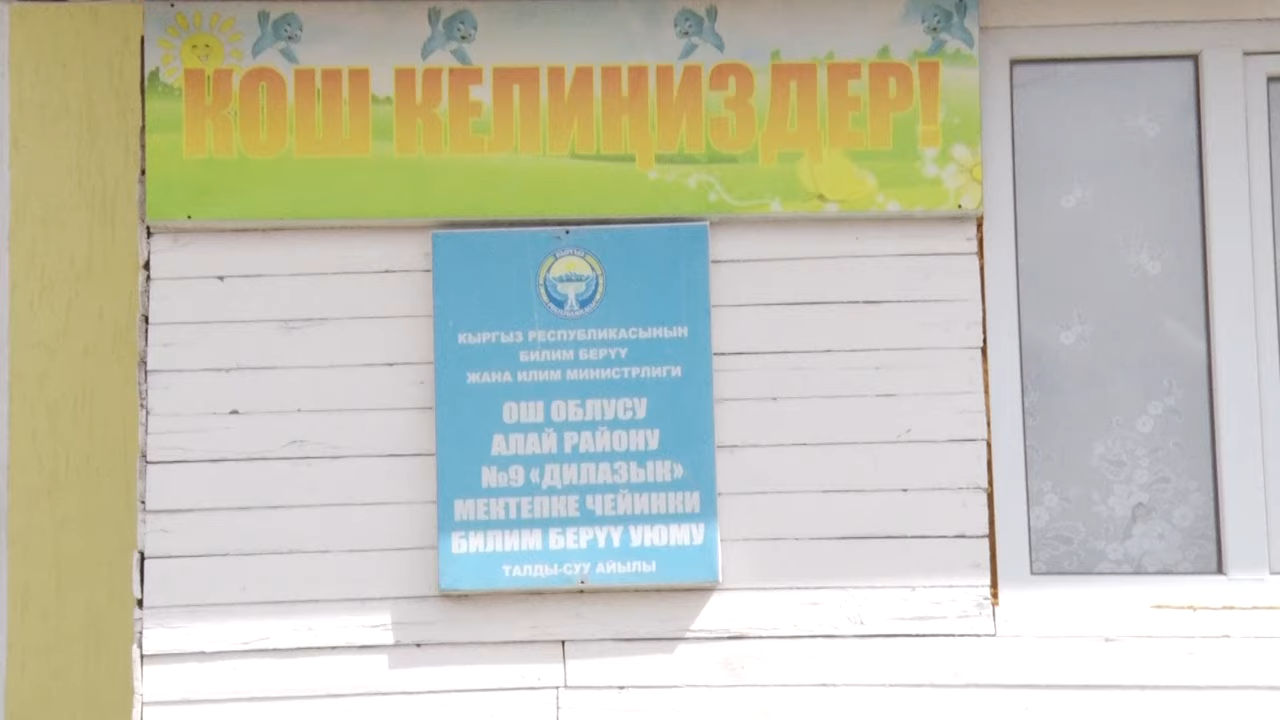 КОШ КЕЛИҢИЗДЕР!
КЫРГЫЗ РЕСПУБЛИКАСЫНЫН
БИЛИМ БЕРҮҮ
ЖАНА ИЛИМ МИНИСТРЛИГИ
ОШ ОБЛУСУ
АЛАЙ РАЙОНУ
№9 «ДИЛАЗЫК»
МЕКТЕПКЕ ЧЕЙИНКИ
БИЛИМ БЕРҮҮ УЮМУ
ТАЛДЫ-СУУ АЙЫЛЫ